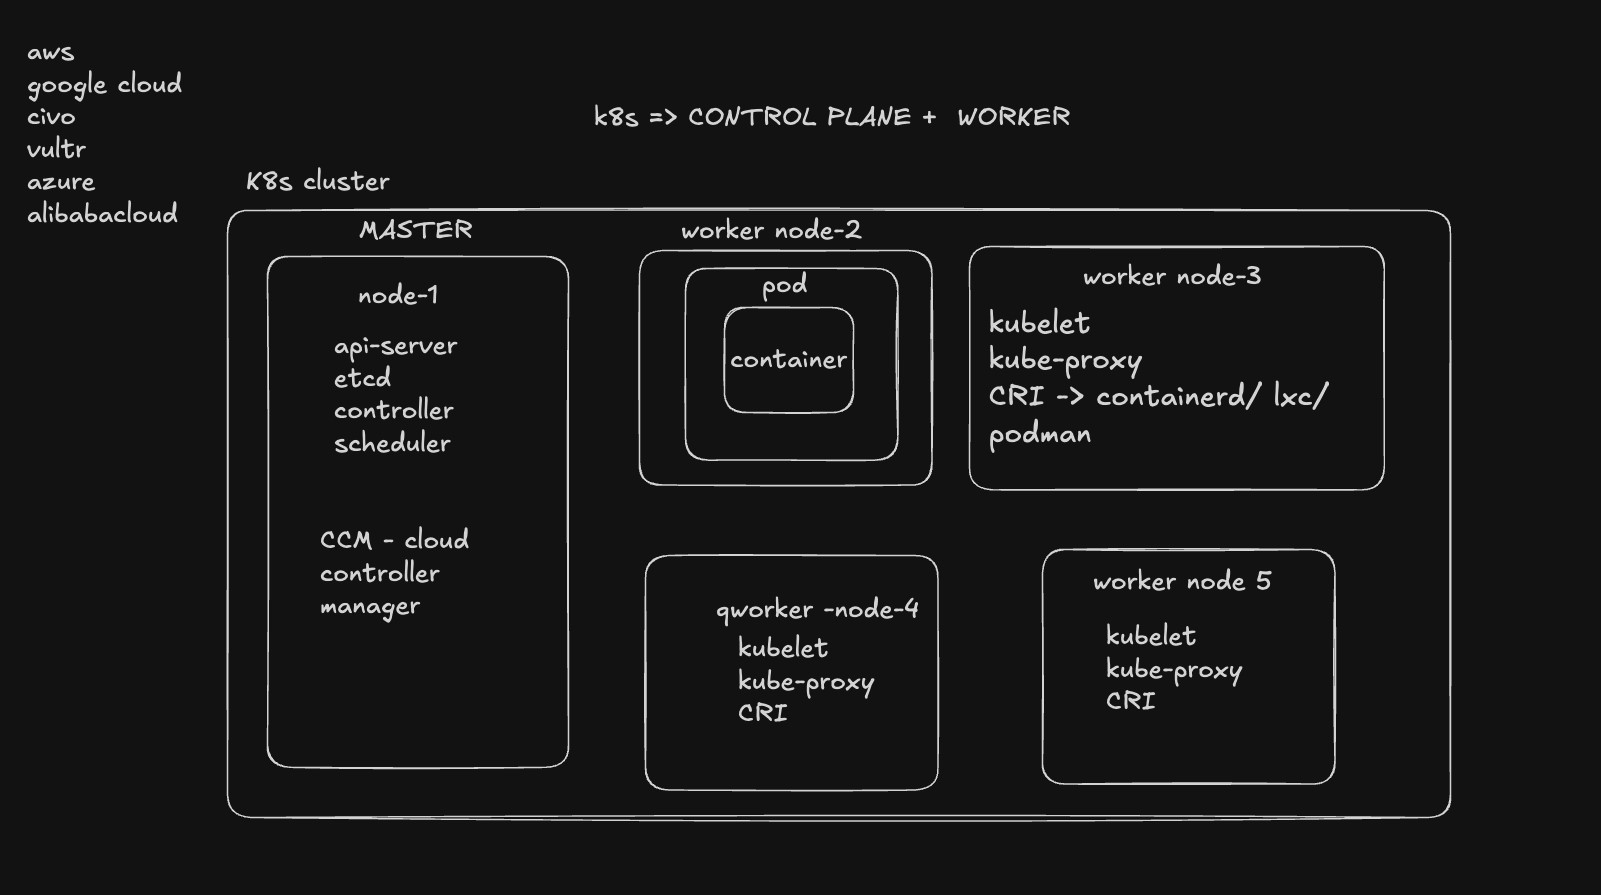 aws
google cloud
civo
vultr
azure
alibabacloud
k8s => CONTROL PLANE + WORKER
K8s cluster
MASTER
node-1
api-server
etcd
controller
scheduler
CCM - cloud
controller
manager
worker node-2
pod
container
worker node-3
kubelet
kube-proxy
CRI -> containerd/ lxc/
podman
qworker -node-4
kubelet
kube-proxy
CRI
worker node 5
kubelet
kube-proxy
CRI